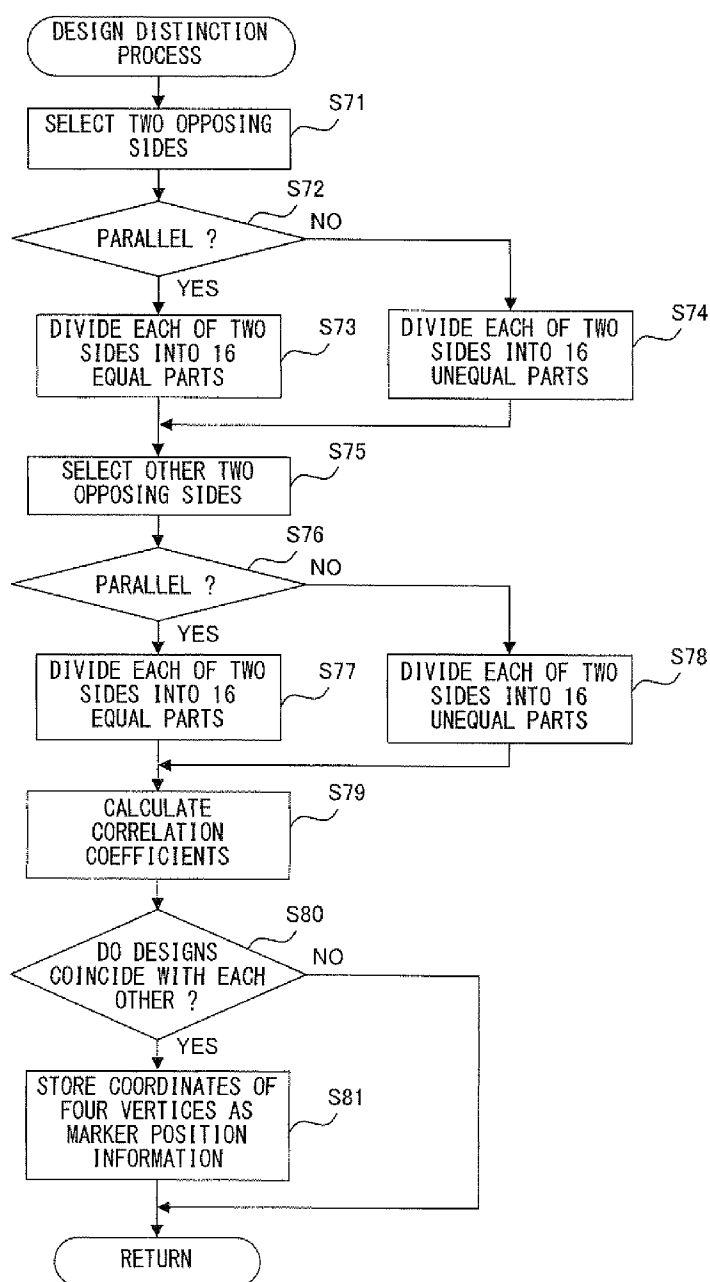 DESIGN DISTINCTION
PROCESS
S71
SELECT TWO OPPOSING
SIDES
S72
PARALLEL ?
NO
YES
S73
DIVIDE EACH OF TWO
SIDES INTO 16
EQUAL PARTS
S74
DIVIDE EACH OF TWO
SIDES INTO 16
UNEQUAL PARTS
S75
SELECT OTHER TWO
OPPOSING SIDES
S76
PARALLEL ?
NO
YES
S77
DIVIDE EACH OF TWO
SIDES INTO 16
EQUAL PARTS
S78
DIVIDE EACH OF TWO
SIDES INTO 16
UNEQUAL PARTS
S79
CALCULATE
CORRELATION
COEFFICIENTS
S80
DO DESIGNS
COINCIDE WITH EACH
OTHER ?
NO
YES
S81
STORE COORDINATES OF
FOUR VERTICES AS
MARKER POSITION
INFORMATION
RETURN